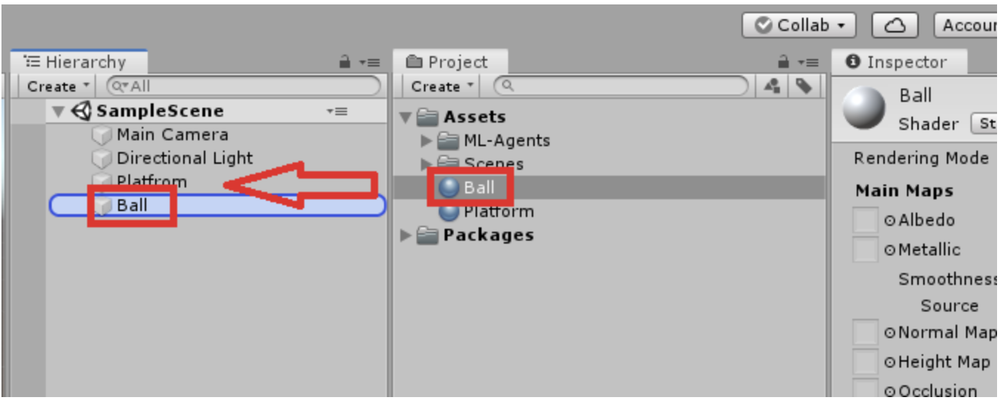 Collab
Accoun
Hierarchy
Create
All
SampleScene
Main Camera
Directional Light
Platfrom
Ball
Project
Create
Assets
ML-Agents
Scenes
Ball
Platform
Packages
Inspector
Ball
Shader St
Rendering Mode
Main Maps
Albedo
Metallic
Smoothness
Source
Normal Map
Height Map
Occlusion